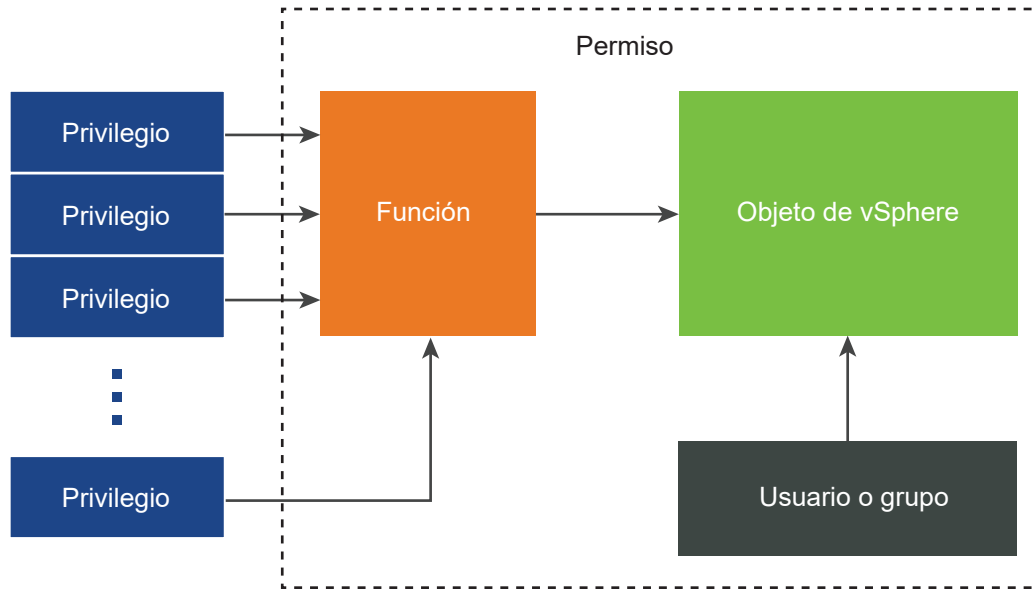 Permiso
Privilegio
Privilegio
Privilegio
Privilegio
Función
Objeto de vSphere
Usuario o grupo